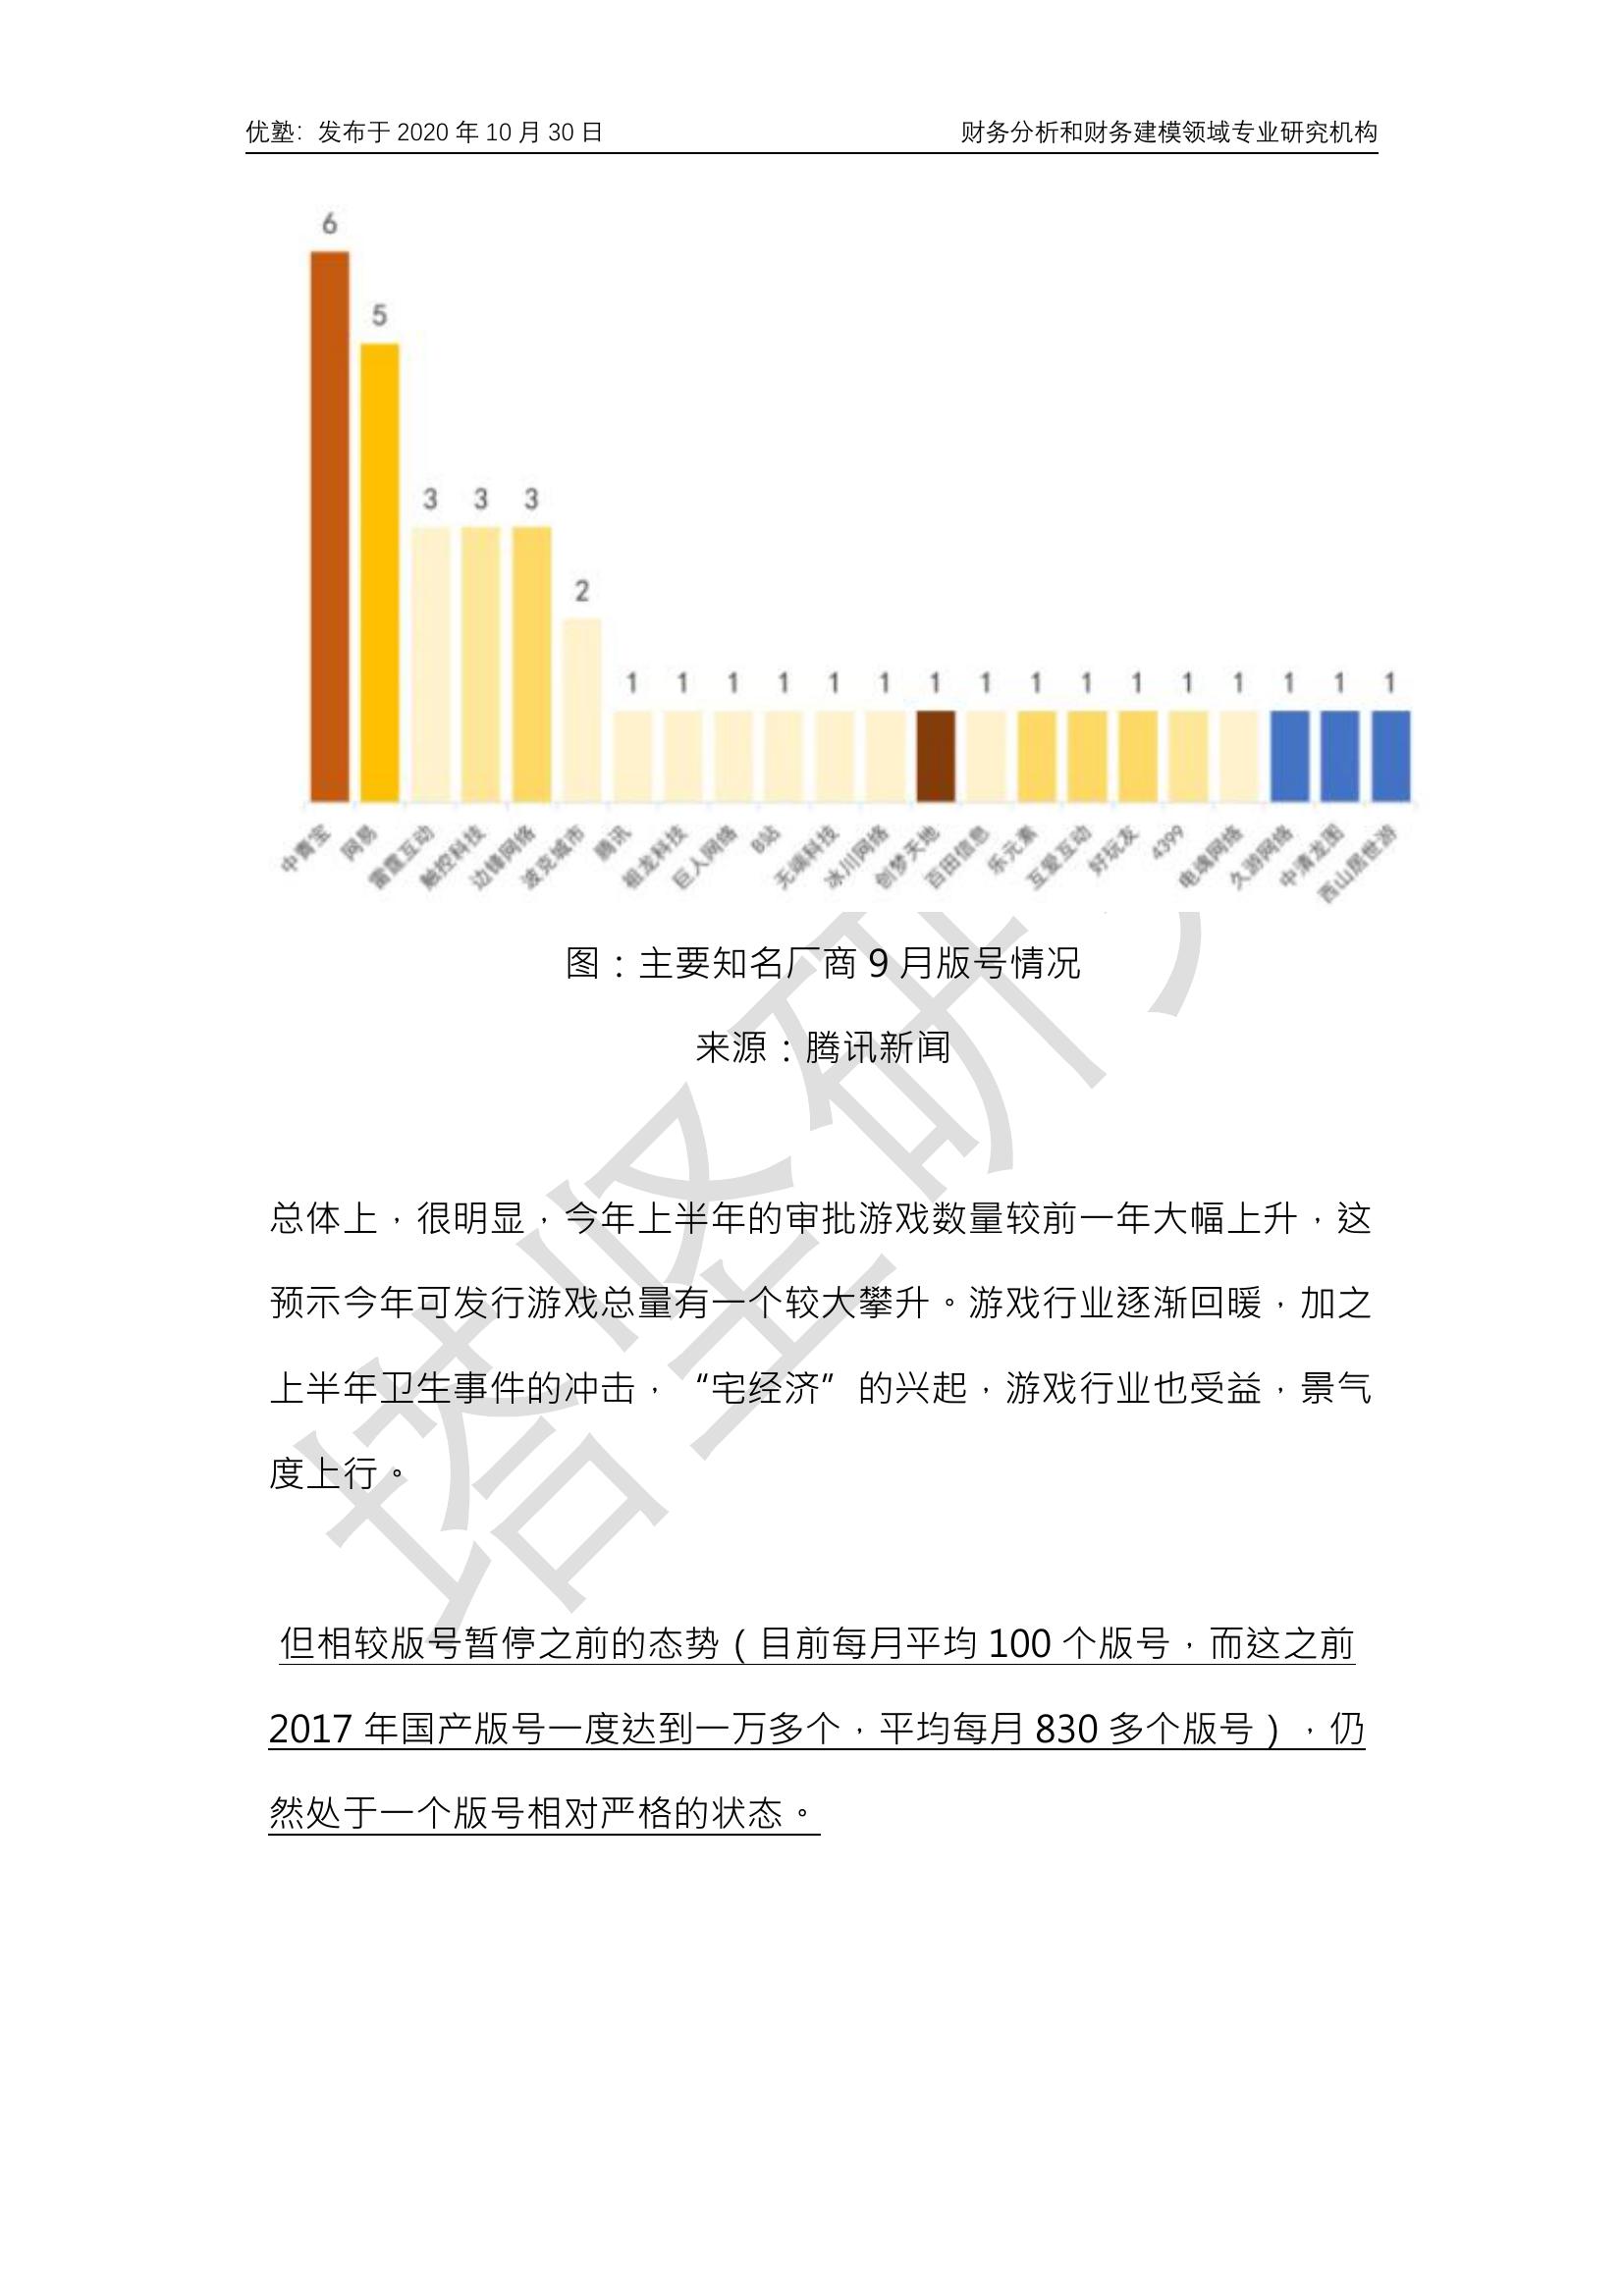 优塾：发布于 2020 年 10 月 30 日
财务分析和财务建模领域专业研究机构
6
5
3 3 3
2
1 1 1 1 1 1 1 1 1 1 1 1 1 1 1 1
中青宝 网易 雷霆互动 触控科技 边锋网络 波克城市 腾讯 祖龙科技 巨人网络 B站 无端科技 冰川网络 创梦天地 百田信息 乐元素 互爱互动 好玩友 4399 电魂网络 久游网络 中清龙图 西山居世游
图：主要知名厂商 9 月版号情况
来源：腾讯新闻
总体上，很明显，今年上半年的审批游戏数量较前一年大幅上升，这
预示今年可发行游戏总量有一个较大攀升。游戏行业逐渐回暖，加之
上半年卫生事件的冲击，“宅经济”的兴起，游戏行业也受益，景气
度上行。
但相较版号暂停之前的态势（目前每月平均 100 个版号，而这之前
2017 年国产版号一度达到一万多个，平均每月 830 多个版号），仍
然处于一个版号相对严格的状态。
塔坚研